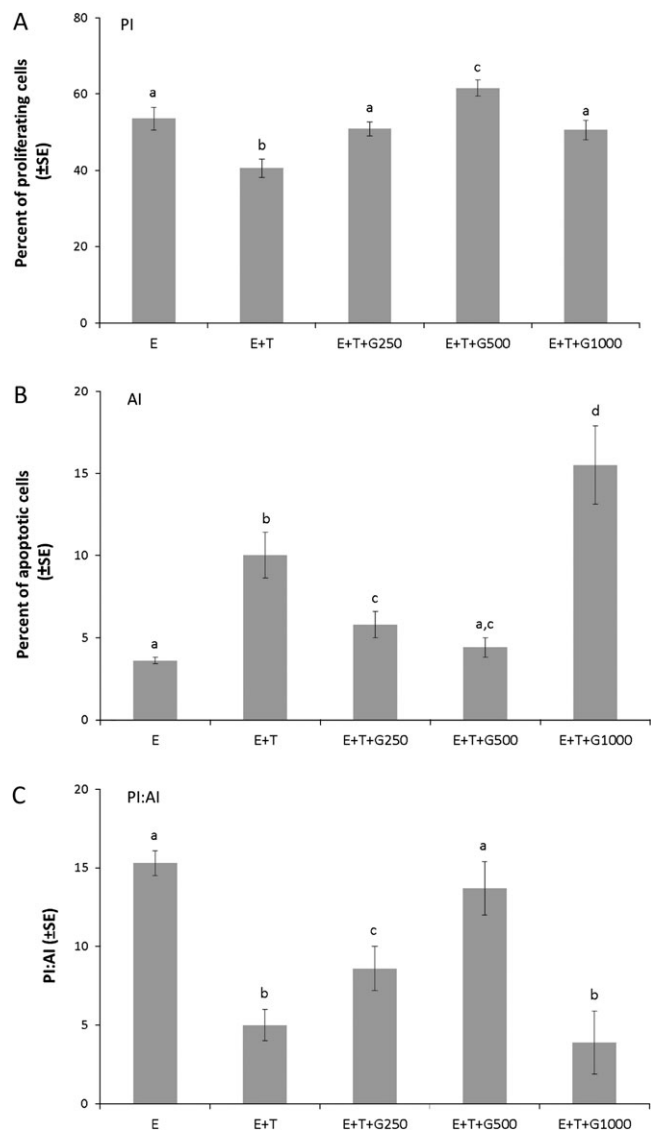 A
PI
Percent of proliferating cells
(±SE)
80
60
40
20
0
a
b
a
c
a
E
E+T
E+T+G250
E+T+G500
E+T+G1000
B
AI
Percent of apoptotic cells
(±SE)
20
15
10
5
0
a
b
c
a,c
d
E
E+T
E+T+G250
E+T+G500
E+T+G1000
C
PI:AI
PI:AI (±SE)
20
15
10
5
0
a
b
c
a
b
E
E+T
E+T+G250
E+T+G500
E+T+G1000